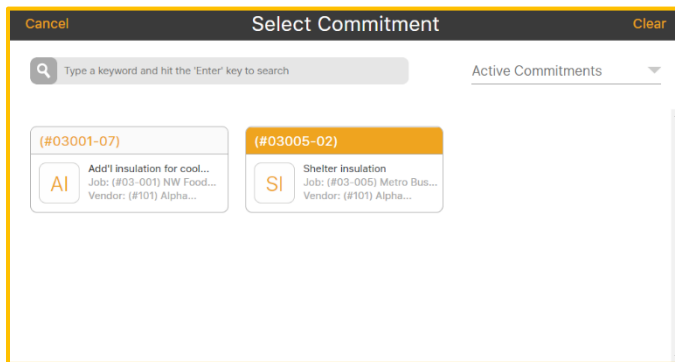 Cancel Select Commitment Clear
Type a keyword and hit the 'Enter' key to search Active Commitments
(#03001-07)
AI
Add'l insulation for cool...
Job: (#03-001) NW Food...
Vendor: (#101) Alpha...
(#03005-02)
SI
Shelter insulation
Job: (#03-005) Metro Bus...
Vendor: (#101) Alpha...